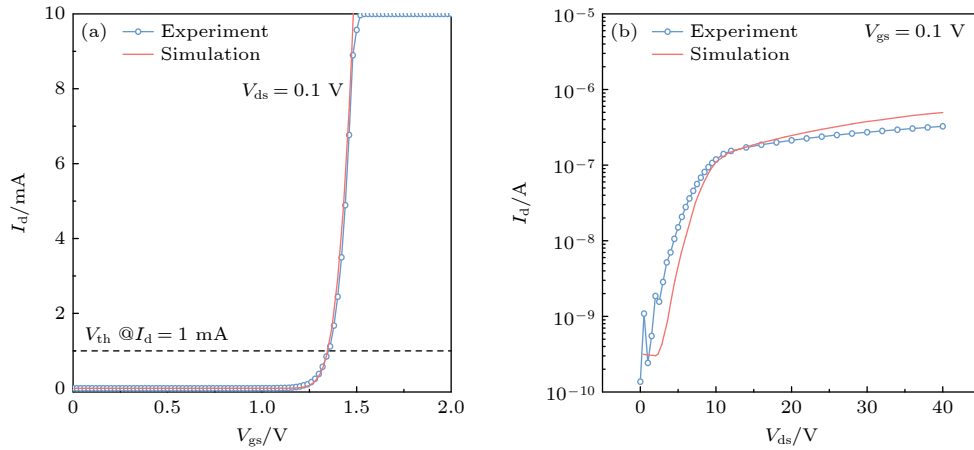 (a)
Experiment
Simulation
V_ds = 0.1 V
V_th @I_d = 1 mA
10
8
6
4
2
0
I_d/mA
0 0.5 1.0 1.5 2.0
V_gs/V
(b)
Experiment
Simulation
V_gs = 0.1 V
10^-5
10^-6
10^-7
10^-8
10^-9
10^-10
I_d/A
0 10 20 30 40
V_ds/V